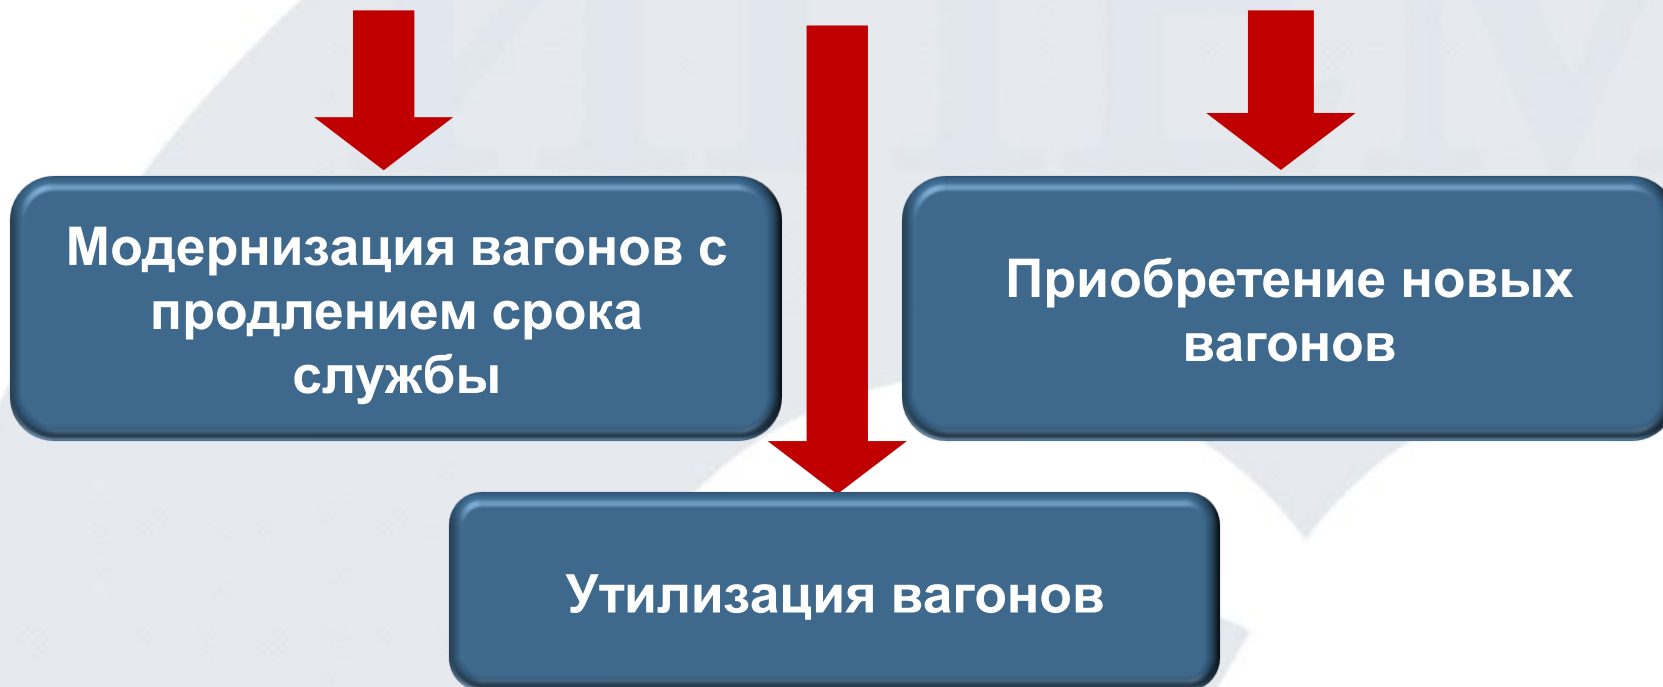 Модернизация вагонов с
продлением срока
службы
Приобретение новых
вагонов
Утилизация вагонов